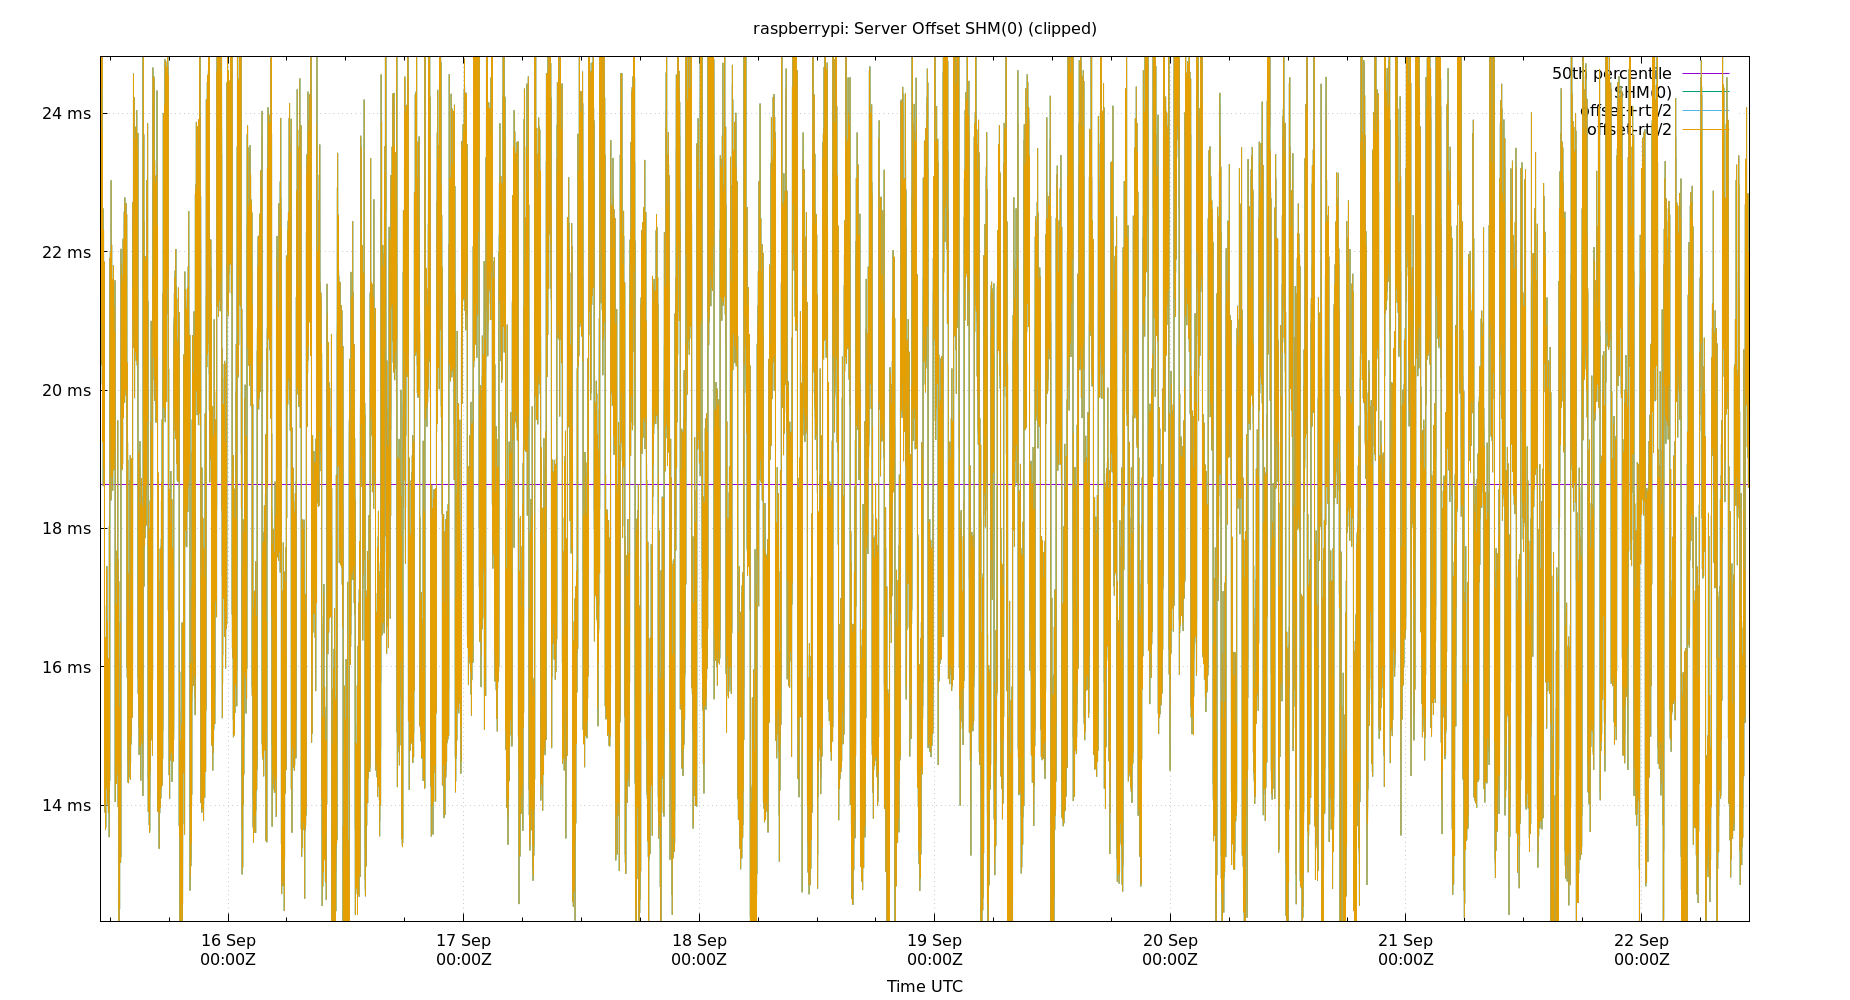 raspberrypi: Server Offset SHM(0) (clipped)
50th percentile
SHM(0)
offset+rtt/2
offset-rtt/2
24 ms
22 ms
20 ms
18 ms
16 ms
14 ms
16 Sep
00:00Z
17 Sep
00:00Z
18 Sep
00:00Z
19 Sep
00:00Z
20 Sep
00:00Z
21 Sep
00:00Z
22 Sep
00:00Z
Time UTC